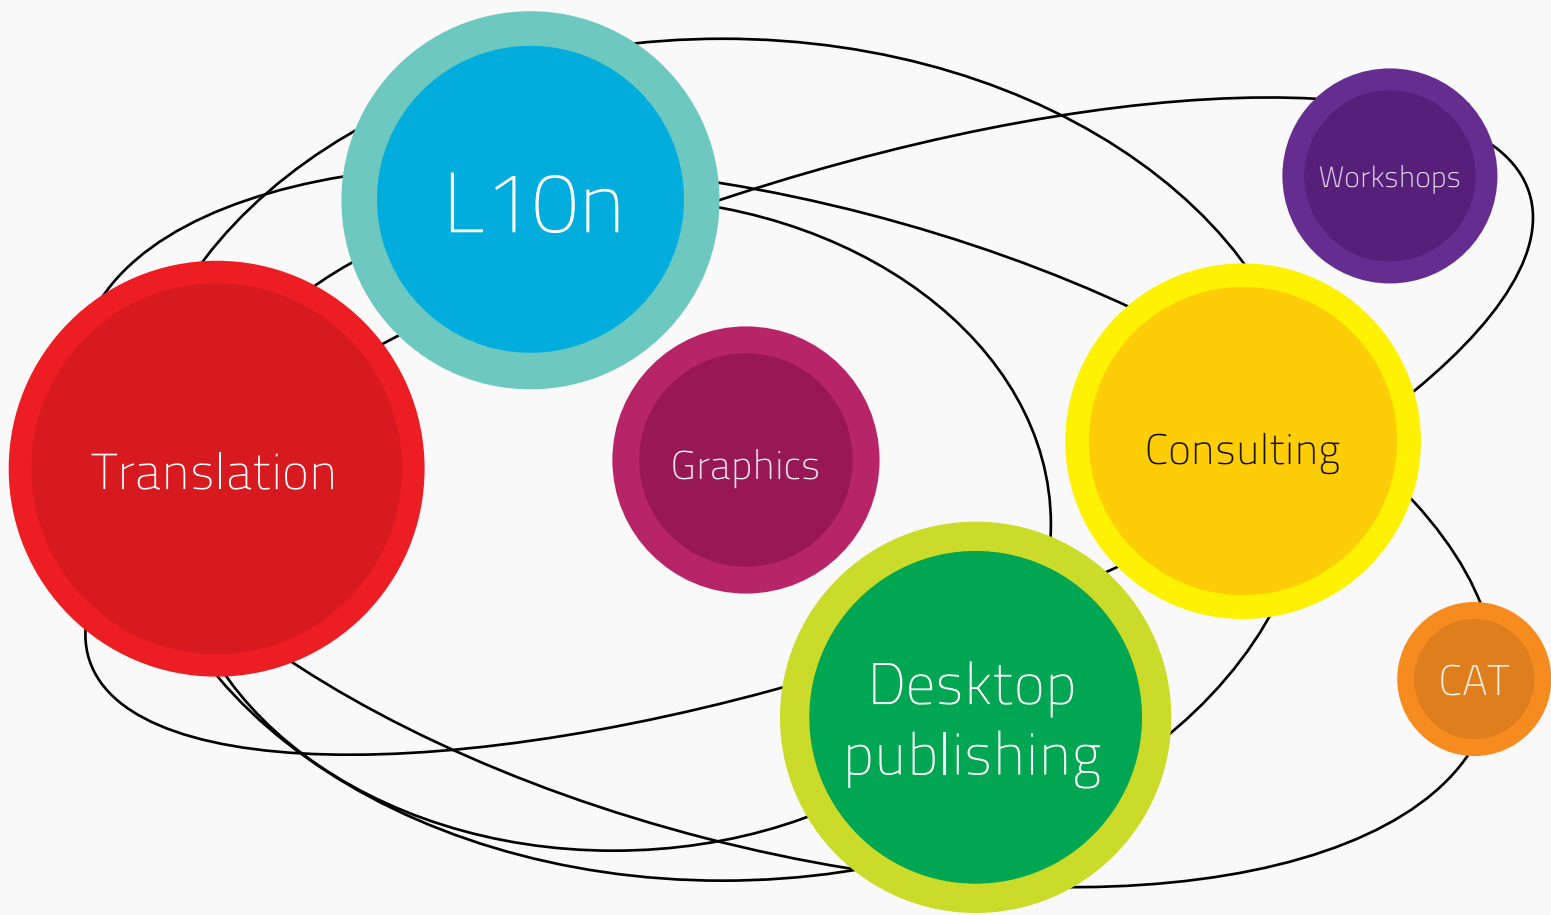 L10n
Workshops
Translation
Graphics
Consulting
Desktop
publishing
CAT